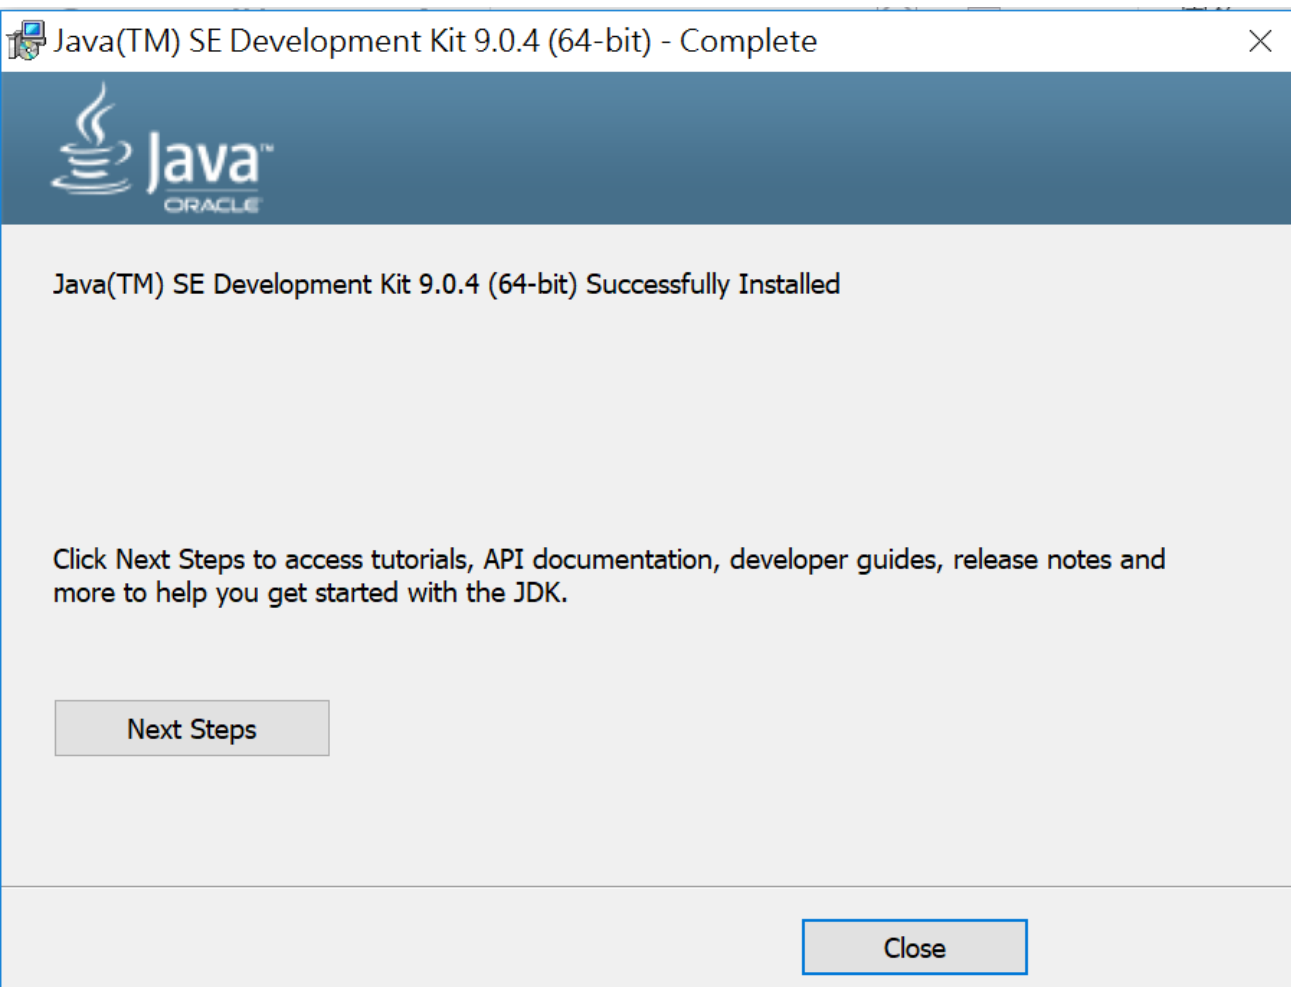 Java(TM) SE Development Kit 9.0.4 (64-bit) - Complete
Java™
ORACLE
Java(TM) SE Development Kit 9.0.4 (64-bit) Successfully Installed
Click Next Steps to access tutorials, API documentation, developer guides, release notes and
more to help you get started with the JDK.
Next Steps
Close